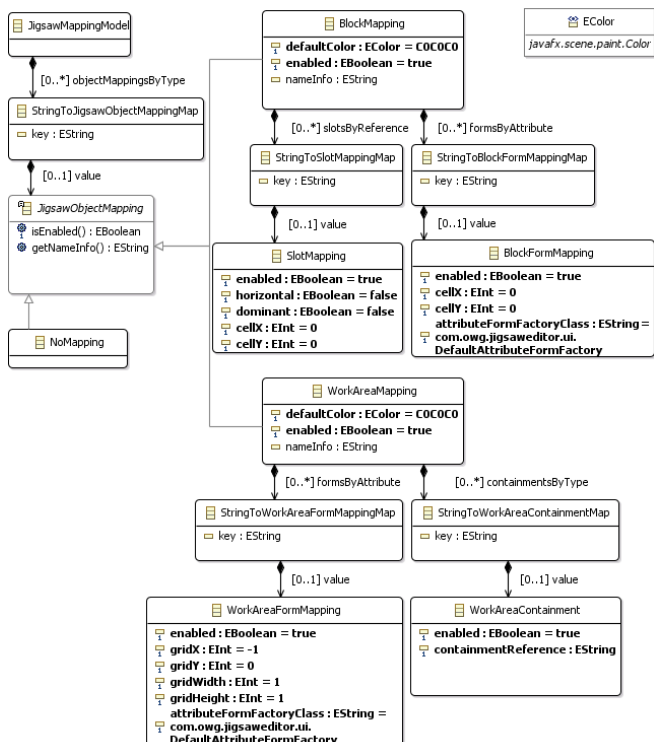 JigsawMappingModel
[0..*] objectMappingsByType
StringToJigsawObjectMappingMap
key : EString
[0..1] value
JigsawObjectMapping
isEnabled() : EBoolean
getNameInfo() : EString
NoMapping
BlockMapping
defaultColor : EColor = C0C0C0
enabled : EBoolean = true
nameInfo : EString
[0..*] slotsByReference
[0..*] formsByAttribute
StringToSlotMappingMap
key : EString
[0..1] value
SlotMapping
enabled : EBoolean = true
horizontal : EBoolean = false
dominant : EBoolean = false
cellX : EInt = 0
cellY : EInt = 0
StringToBlockFormMappingMap
key : EString
[0..1] value
BlockFormMapping
enabled : EBoolean = true
cellX : EInt = 0
cellY : EInt = 0
attributeFormFactoryClass : EString =
com.owg.jigsaweditor.ui.
DefaultAttributeFormFactory
EColor
javafx.scene.paint.Color
WorkAreaMapping
defaultColor : EColor = C0C0C0
enabled : EBoolean = true
nameInfo : EString
[0..*] formsByAttribute
[0..*] containmentsByType
StringToWorkAreaFormMappingMap
key : EString
[0..1] value
WorkAreaFormMapping
enabled : EBoolean = true
gridX : EInt = -1
gridY : EInt = 0
gridWidth : EInt = 1
gridHeight : EInt = 1
attributeFormFactoryClass : EString =
com.owg.jigsaweditor.ui.
DefaultAttributeFormFactory
StringToWorkAreaContainmentMap
key : EString
[0..1] value
WorkAreaContainment
enabled : EBoolean = true
containmentReference : EString